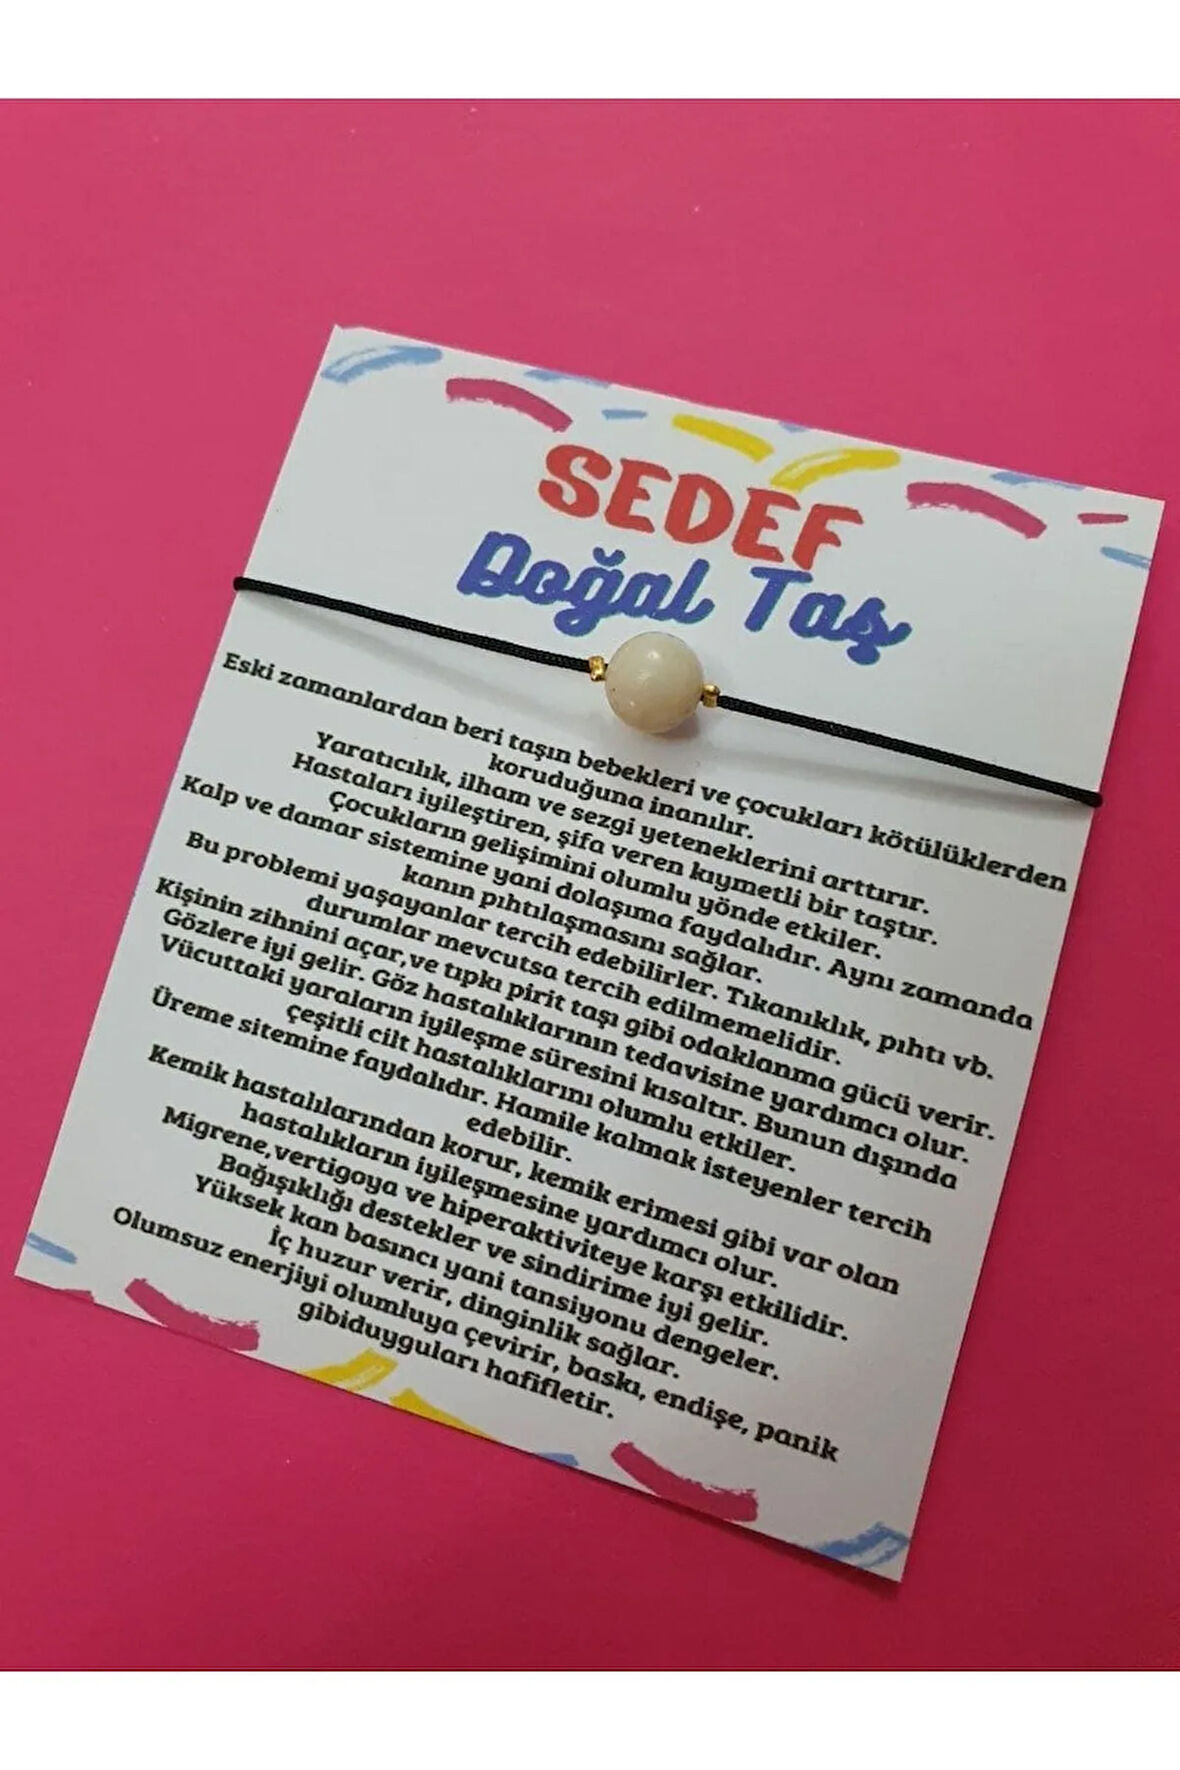 SEDEF
Doğal Taş
Eski zamanlardan beri taşın bebekleri ve çocukları kötülüklerden
koruduğuna inanılır.
Yaratıcılık, ilham ve sezgi yeteneklerini arttırır.
Hastaları iyileştiren, şifa veren kıymetli bir taştır.
Çocukların gelişimini olumlu yönde etkiler.
Kalp ve damar sistemine yani dolaşıma faydalıdır. Aynı zamanda
kanın pıhtılaşmasını sağlar.
Bu problemi yaşayanlar tercih edebilirler. Tıkanıklık, pıhtı vb.
durumlar mevcutsa tercih edilmemelidir.
Kişinin zihnini açar,ve tıpkı pirit taşı gibi odaklanma gücü verir.
Gözlere iyi gelir. Göz hastalıklarının tedavisine yardımcı olur.
Vücuttaki yaraların iyileşme süresini kısaltır. Bunun dışında
çeşitli cilt hastalıklarını olumlu etkiler.
Üreme sitemine faydalıdır. Hamile kalmak isteyenler tercih
edebilir.
Kemik hastalılarından korur, kemik erimesi gibi var olan
hastalıkların iyileşmesine yardımcı olur.
Migrene,vertigoya ve hiperaktiviteye karşı etkilidir.
Bağışıklığı destekler ve sindirime iyi gelir.
Yüksek kan basıncı yani tansiyonu dengeler.
İç huzur verir, dinginlik sağlar.
Olumsuz enerjiyi olumluya çevirir, baskı, endişe, panik
gibiduyguları hafifletir.